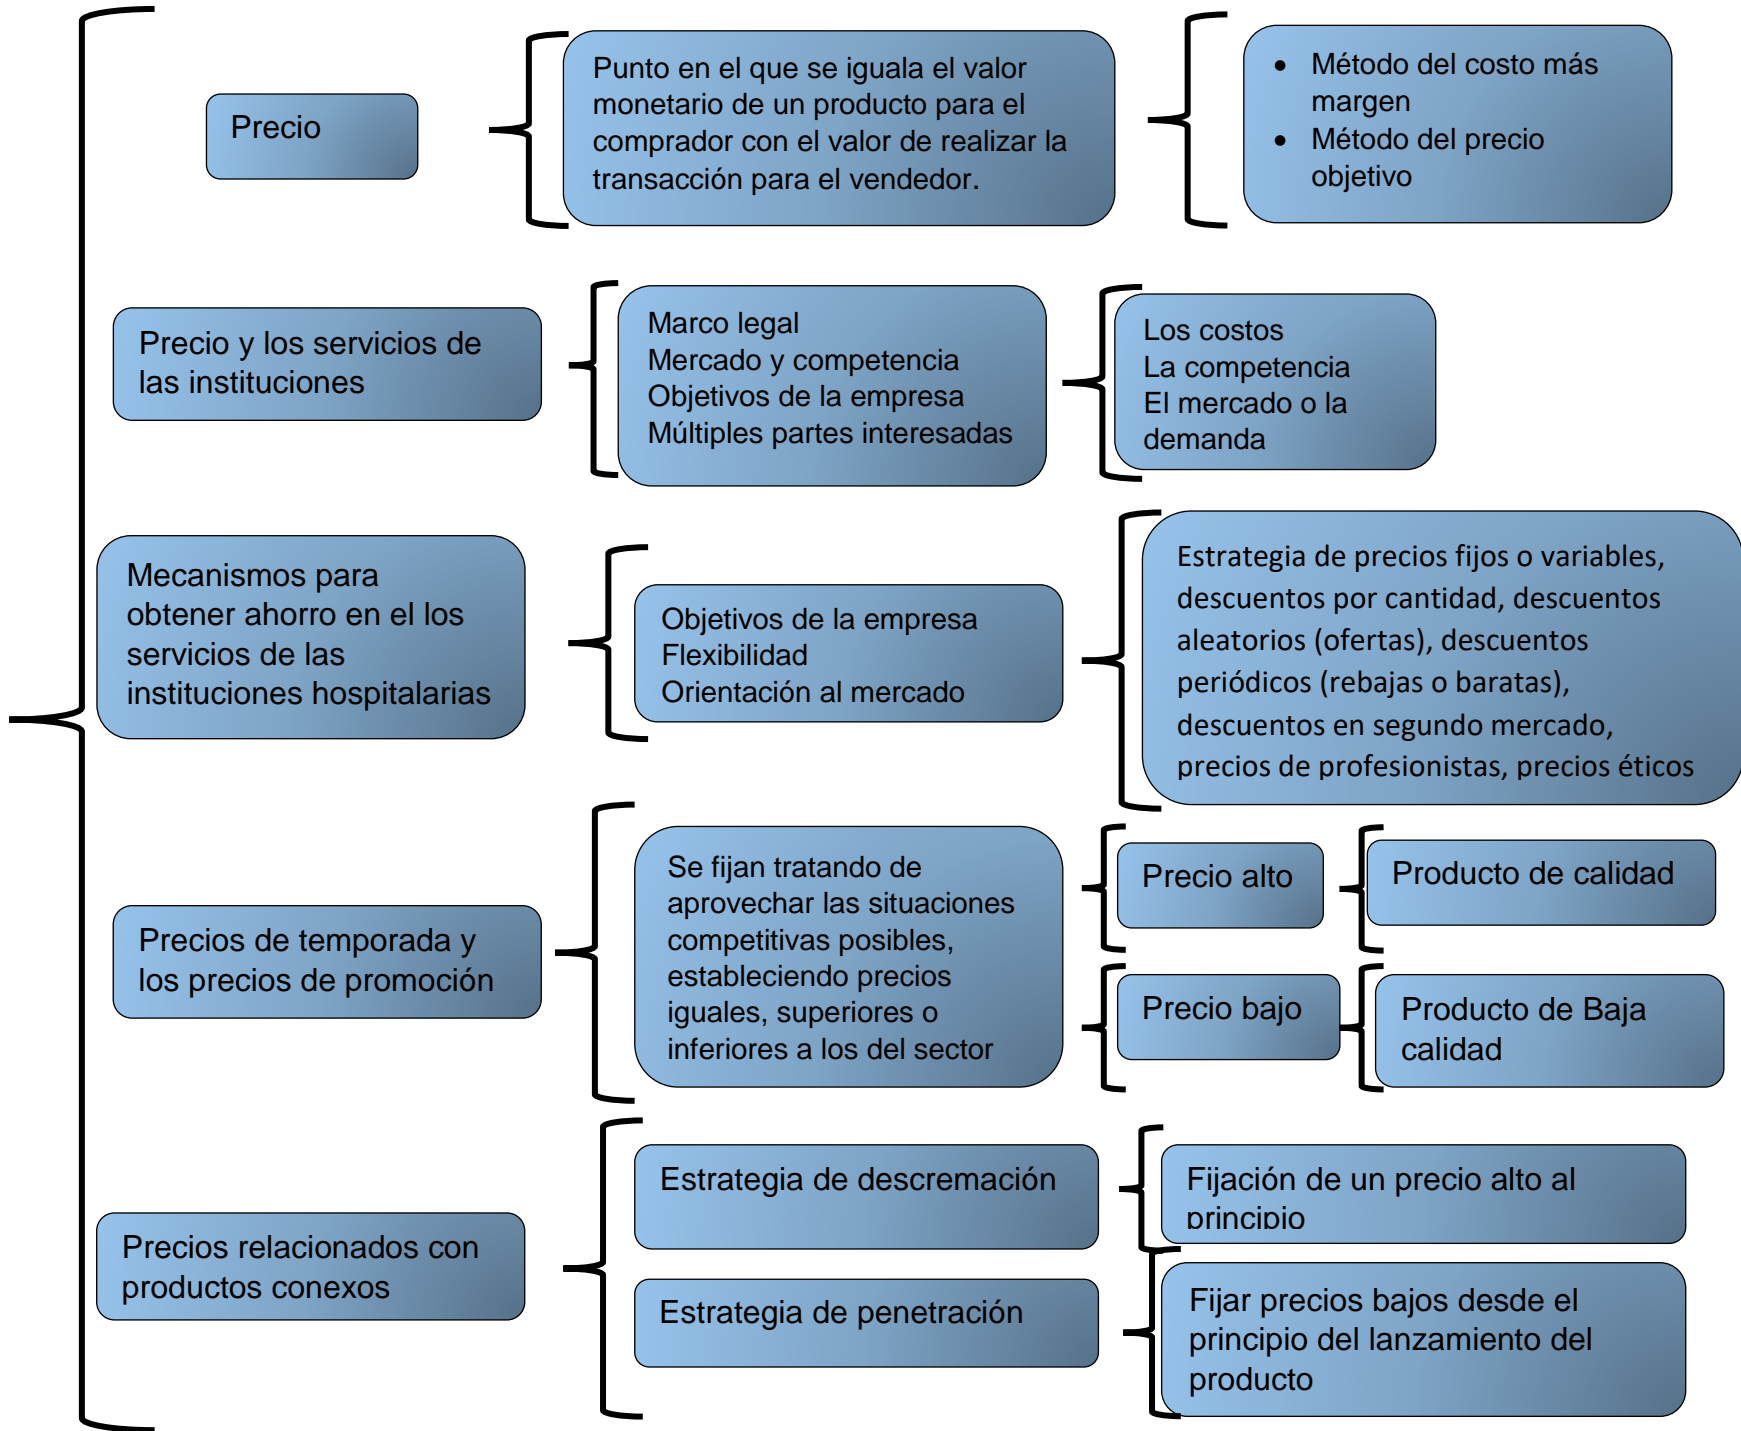 Precio
Punto en el que se iguala el valor
monetario de un producto para el
comprador con el valor de realizar la
transacción para el vendedor.
• Método del costo más
margen
• Método del precio
objetivo
Precio y los servicios de
las instituciones
Marco legal
Mercado y competencia
Objetivos de la empresa
Múltiples partes interesadas
Los costos
La competencia
El mercado o la
demanda
Mecanismos para
obtener ahorro en el los
servicios de las
instituciones hospitalarias
Objetivos de la empresa
Flexibilidad
Orientación al mercado
Estrategia de precios fijos o variables,
descuentos por cantidad, descuentos
aleatorios (ofertas), descuentos
periódicos (rebajas o baratas),
descuentos en segundo mercado,
precios de profesionistas, precios éticos
Precios de temporada y
los precios de promoción
Se fijan tratando de
aprovechar las situaciones
competitivas posibles,
estableciendo precios
iguales, superiores o
inferiores a los del sector
Precio alto
Producto de calidad
Precio bajo
Producto de Baja
calidad
Precios relacionados con
productos conexos
Estrategia de descremación
Fijación de un precio alto al
principio
Estrategia de penetración
Fijar precios bajos desde el
principio del lanzamiento del
producto